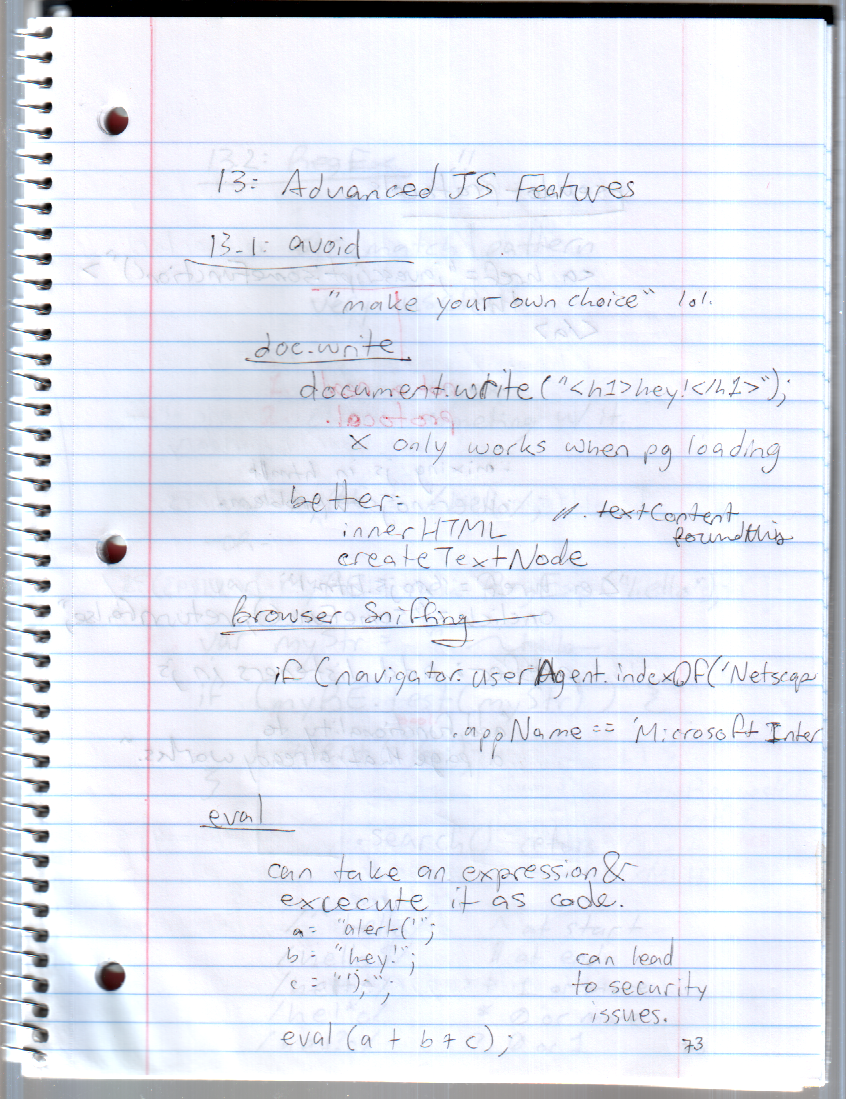 13: Advanced JS Features
13.1: avoid
"make your own choice" lol.
doc.write
document.write("<h1>hey!</h1>");
x only works when pg loading
better:
innerHTML
createTextNode
//.textContent
found this
Browser Sniffing
if (navigator.userAgent.indexOf('Netscap
.appName == 'Microsoft Inter
eval
can take an expression &
excecute it as code.
a = "alert('";
b = "hey!";
c = "');";
can lead
to security
issues.
eval (a + b + c);
73